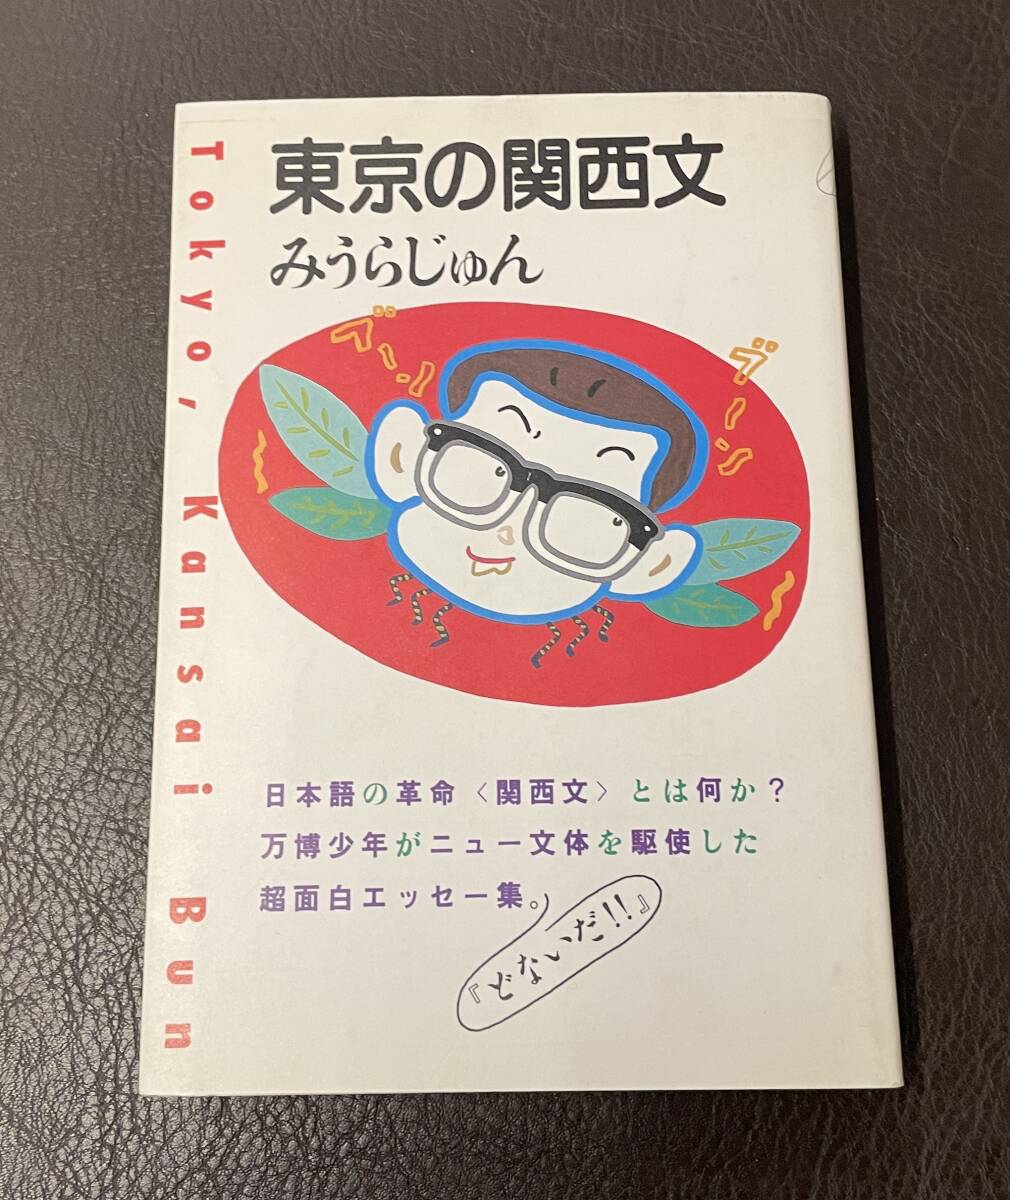 東京の関西文
みうらじゅん
Tokyo, Kansai Bun
ブーン
ブーン
日本語の革命〈関西文〉とは何か?
万博少年がニュー文体を駆使した
超面白エッセー集。
『どないだ!!』